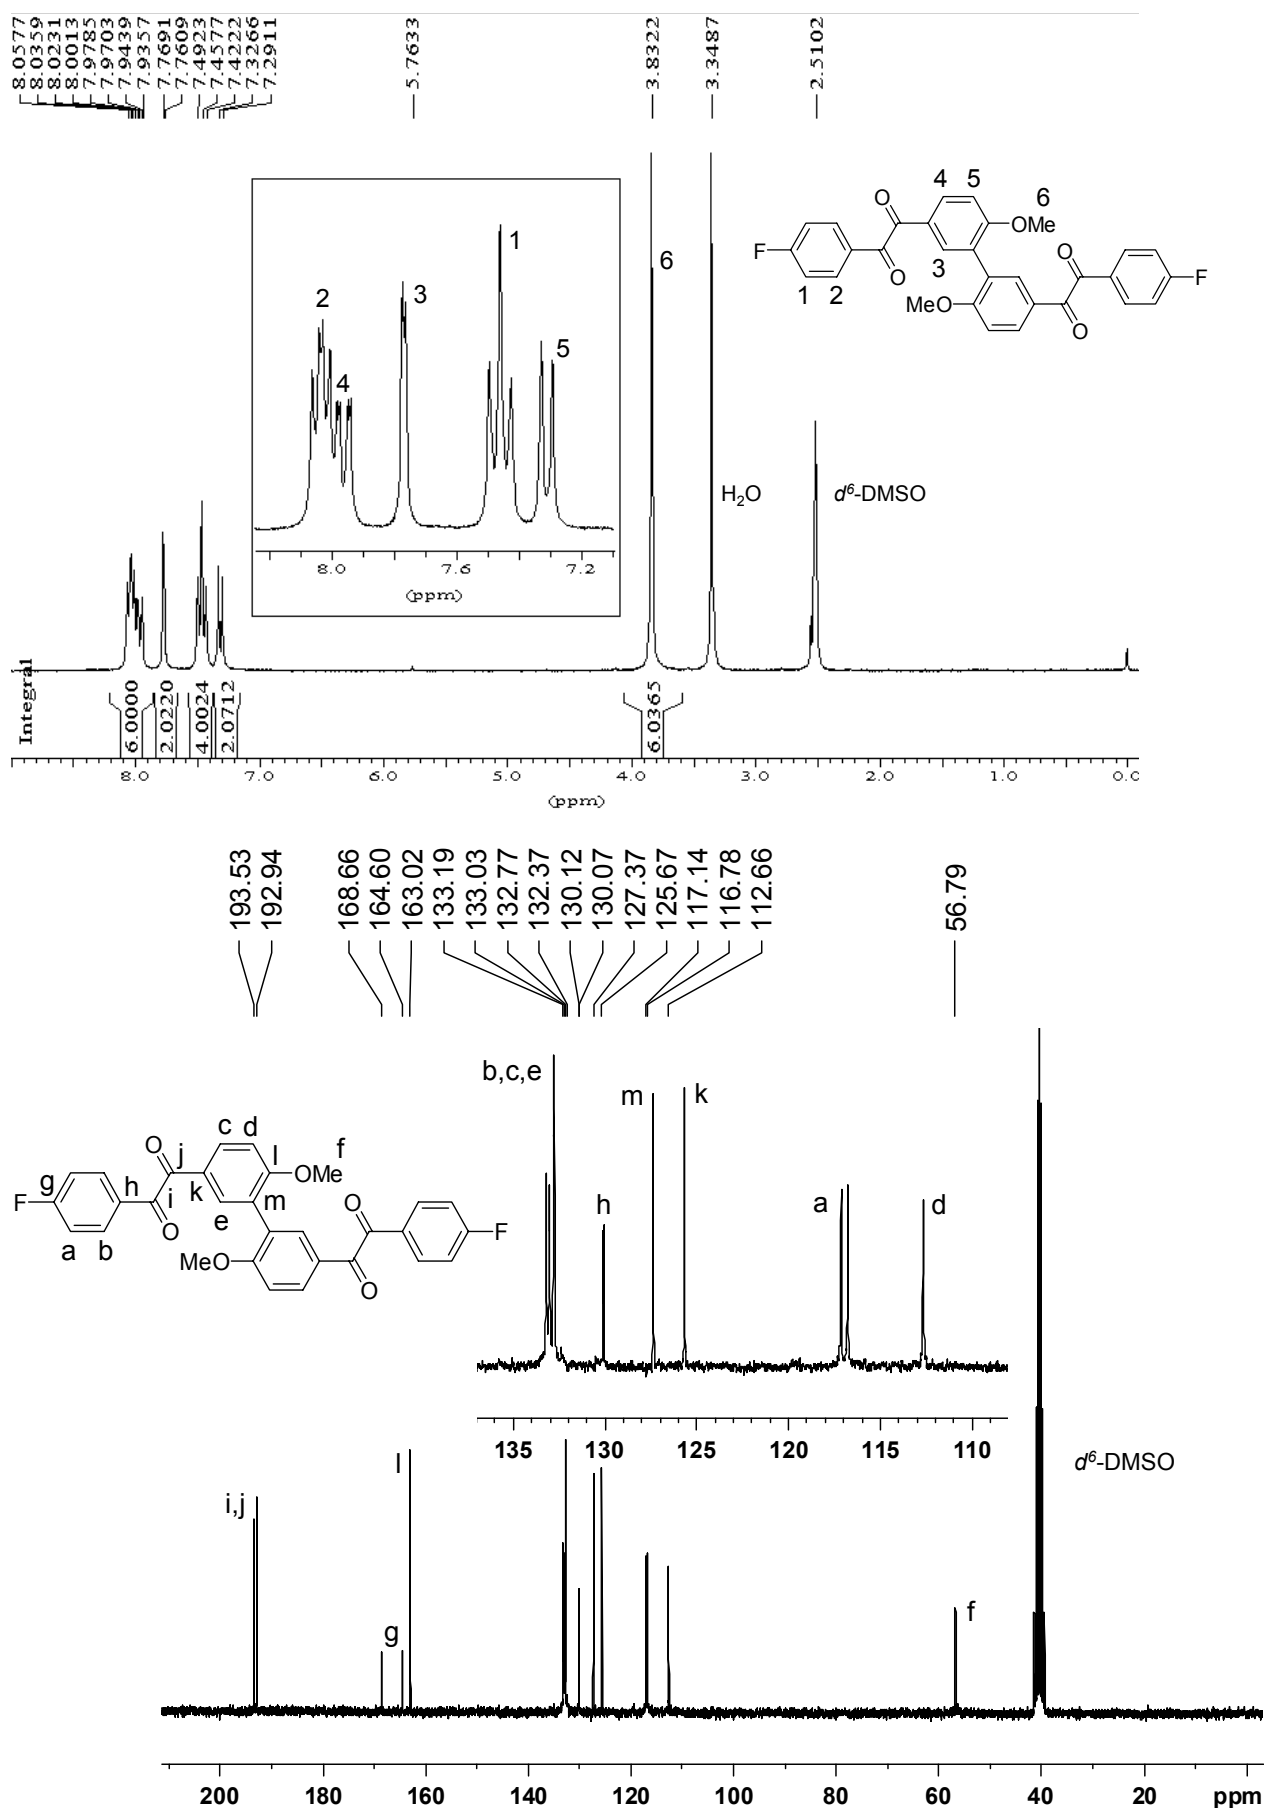 8.0577
8.0359
8.0231
8.0013
7.9785
7.9703
7.9439
7.9357
7.7691
7.7609
7.4923
7.4577
7.4222
7.3266
7.2911
5.7633
3.8322
3.3487
2.5102
4 5
6
O
OMe
F
O
3
1 2
O
F
MeO
O
1
2
3
4
5
8.0 7.6 7.2
(ppm)
6
H2O
d6-DMSO
Integral
6.0000
2.0220
4.0024
2.0712
6.0365
8.0 7.0 6.0 5.0 4.0 3.0 2.0 1.0 0.0
(ppm)
193.53
192.94
168.66
164.60
163.02
133.19
133.03
132.77
132.37
130.12
130.07
127.37
125.67
117.14
116.78
112.66
56.79
b,c,e
m
k
h
a
d
c d
O
j
l
f
OMe
g
h
k
F
i
m
O
e
a b
O
F
MeO
O
135 130 125 120 115 110
d6-DMSO
l
i,j
g
f
200 180 160 140 120 100 80 60 40 20 ppm